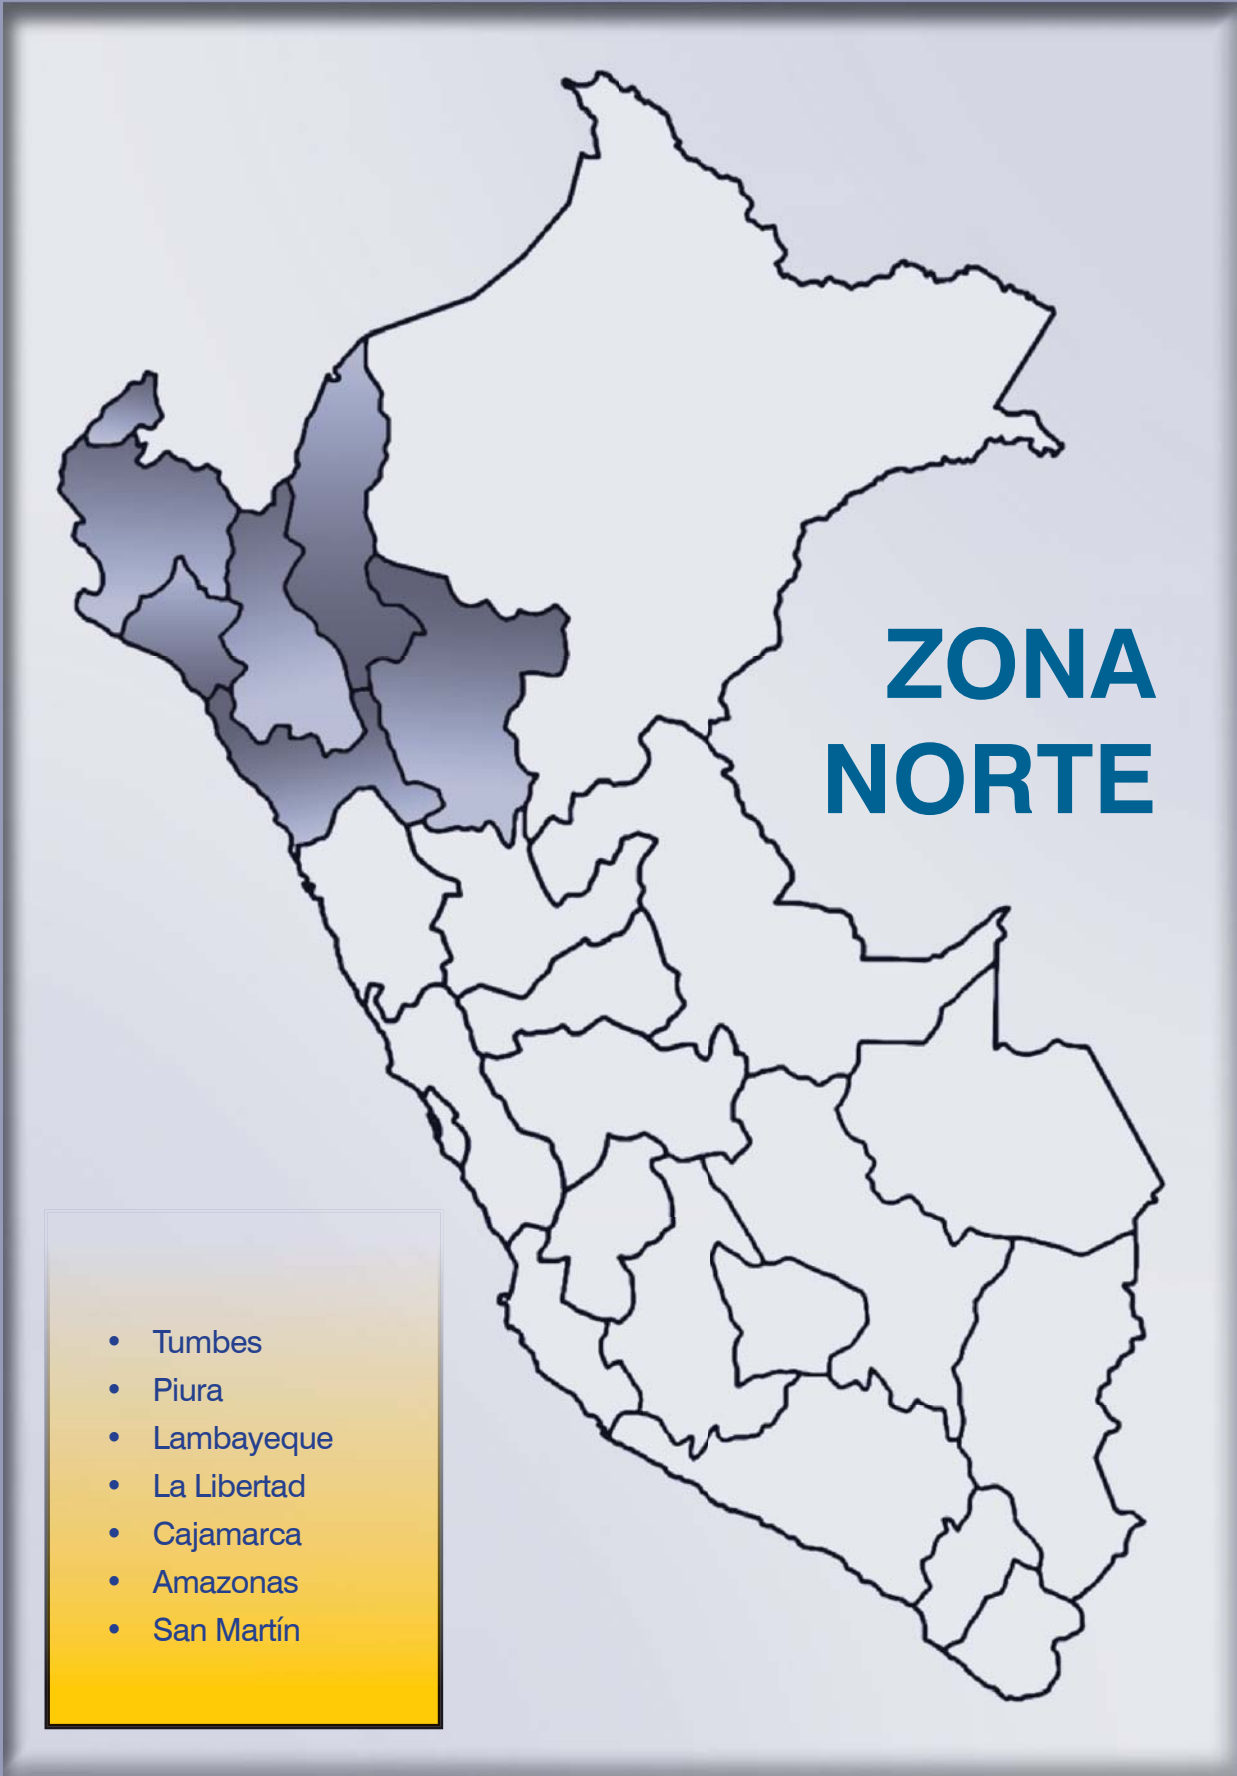 ZONA
NORTE
• Tumbes
• Piura
• Lambayeque
• La Libertad
• Cajamarca
• Amazonas
• San Martín